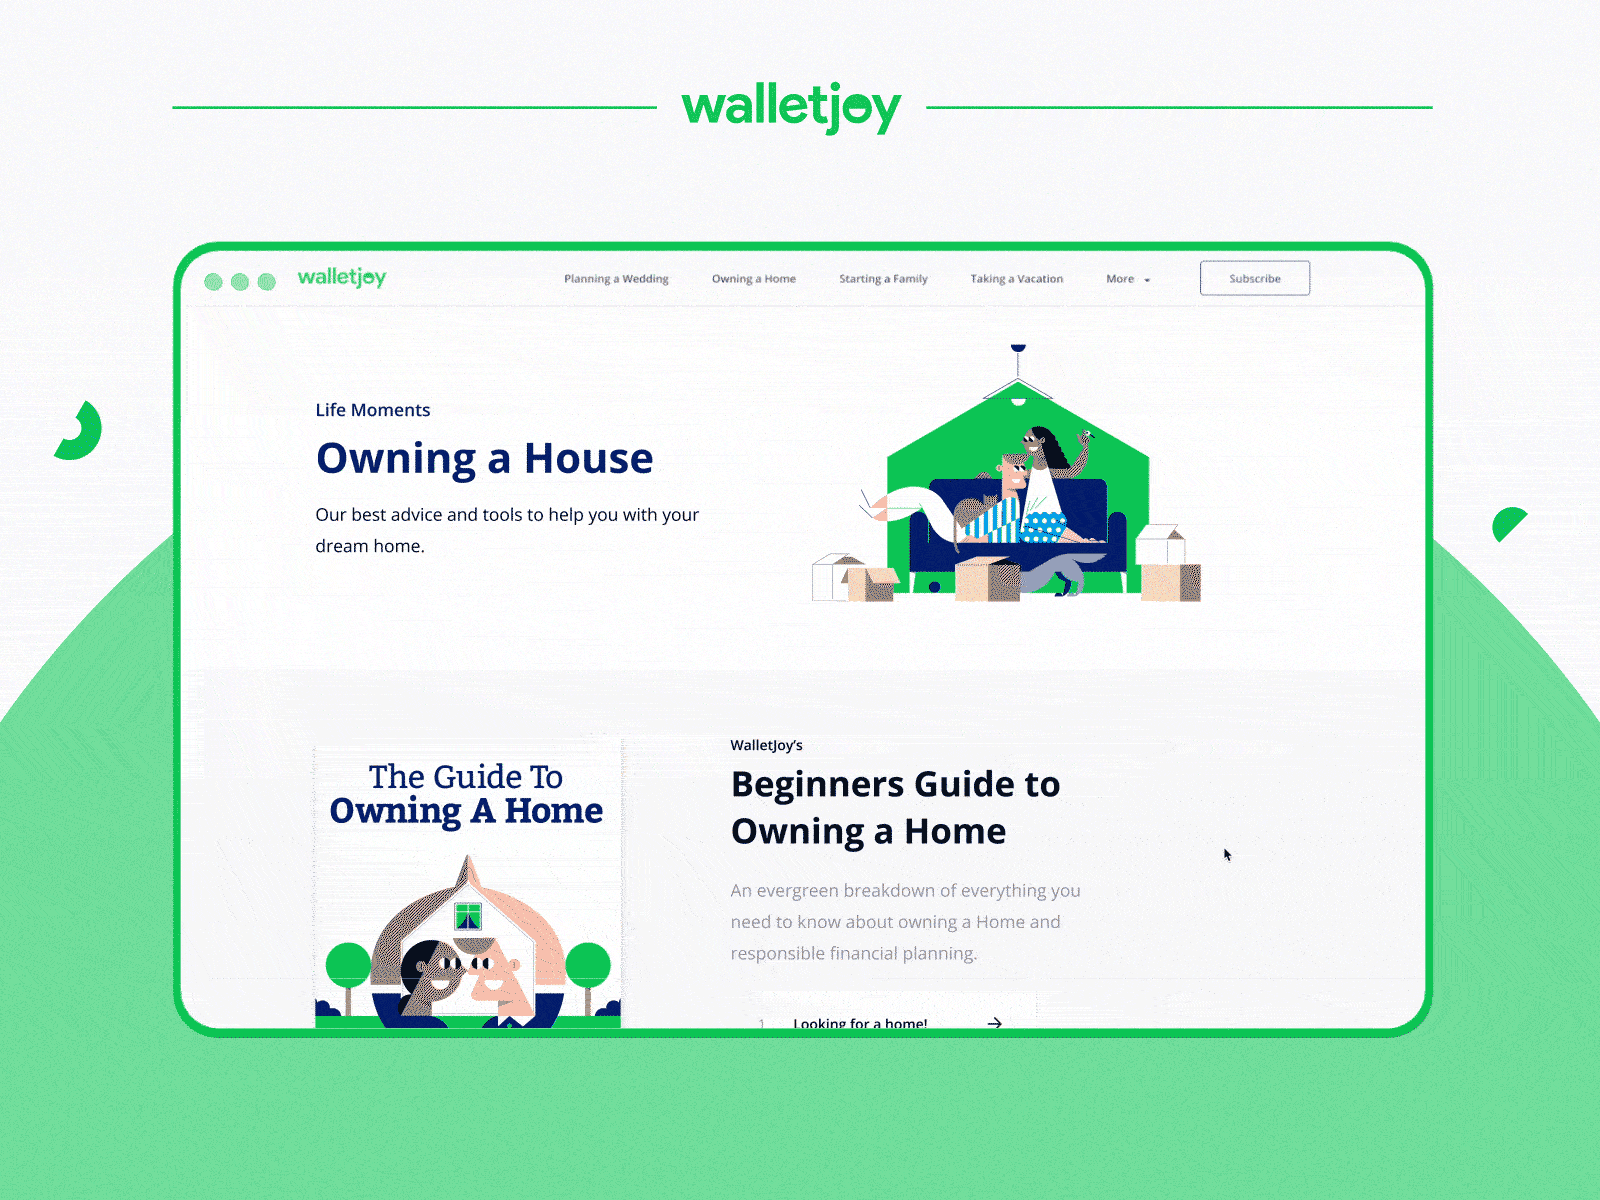 walletjoy
walletjoy
Planning a Wedding
Owning a Home
Starting a Family
Taking a Vacation
More
Subscribe
Life Moments
Owning a House
Our best advice and tools to help you with your
dream home.
The Guide To
Owning A Home
WalletJoy's
Beginners Guide to
Owning a Home
An evergreen breakdown of everything you
need to know about owning a Home and
responsible financial planning.
1 Looking for a home!